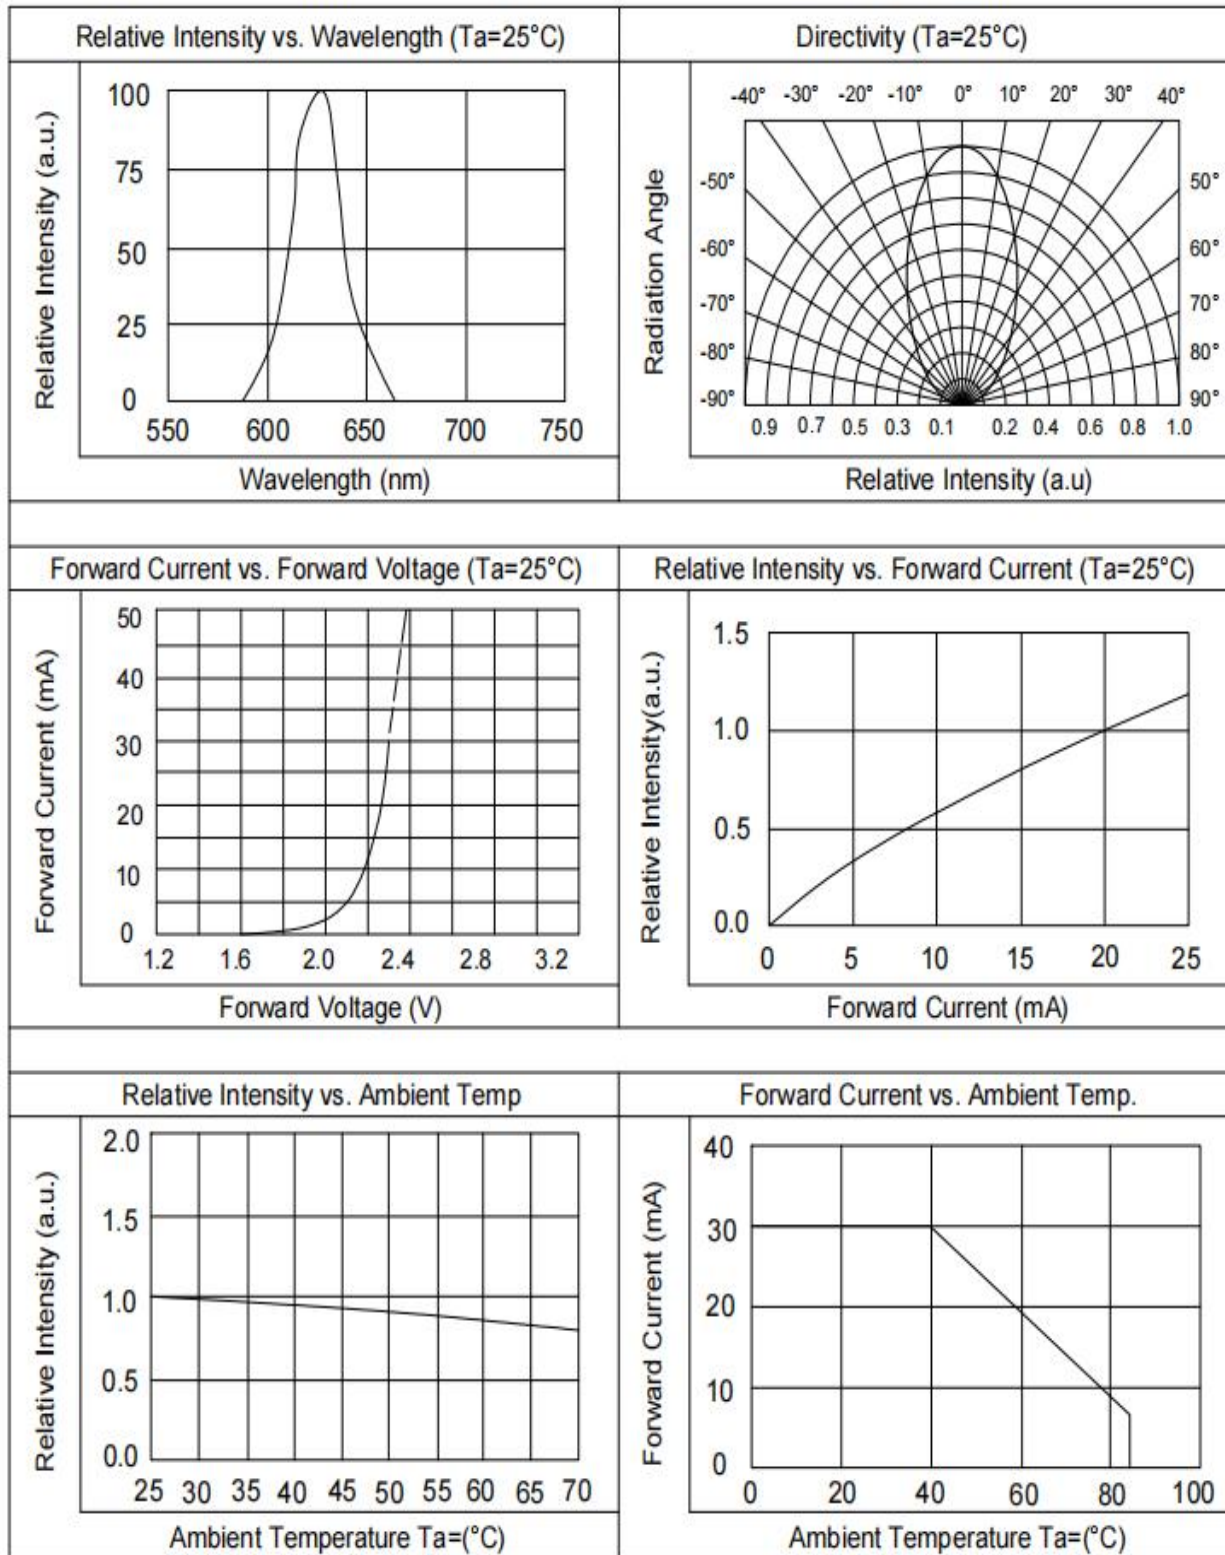 Relative Intensity vs. Wavelength (Ta=25°C)
Relative Intensity (a.u.)
100
75
50
25
0
550 600 650 700 750
Wavelength (nm)
Directivity (Ta=25°C)
Radiation Angle
-40° -30° -20° -10° 0° 10° 20° 30° 40°
-50° 50°
-60° 60°
-70° 70°
-80° 80°
-90° 90°
0.9 0.7 0.5 0.3 0.1 0.2 0.4 0.6 0.8 1.0
Relative Intensity (a.u)
Forward Current vs. Forward Voltage (Ta=25°C)
Forward Current (mA)
50
40
30
20
10
0
1.2 1.6 2.0 2.4 2.8 3.2
Forward Voltage (V)
Relative Intensity vs. Forward Current (Ta=25°C)
Relative Intensity(a.u.)
1.5
1.0
0.5
0.0
0 5 10 15 20 25
Forward Current (mA)
Relative Intensity vs. Ambient Temp
Relative Intensity (a.u.)
2.0
1.5
1.0
0.5
0.0
25 30 35 40 45 50 55 60 65 70
Ambient Temperature Ta=(°C)
Forward Current vs. Ambient Temp.
Forward Current (mA)
40
30
20
10
0
0 20 40 60 80 100
Ambient Temperature Ta=(°C)